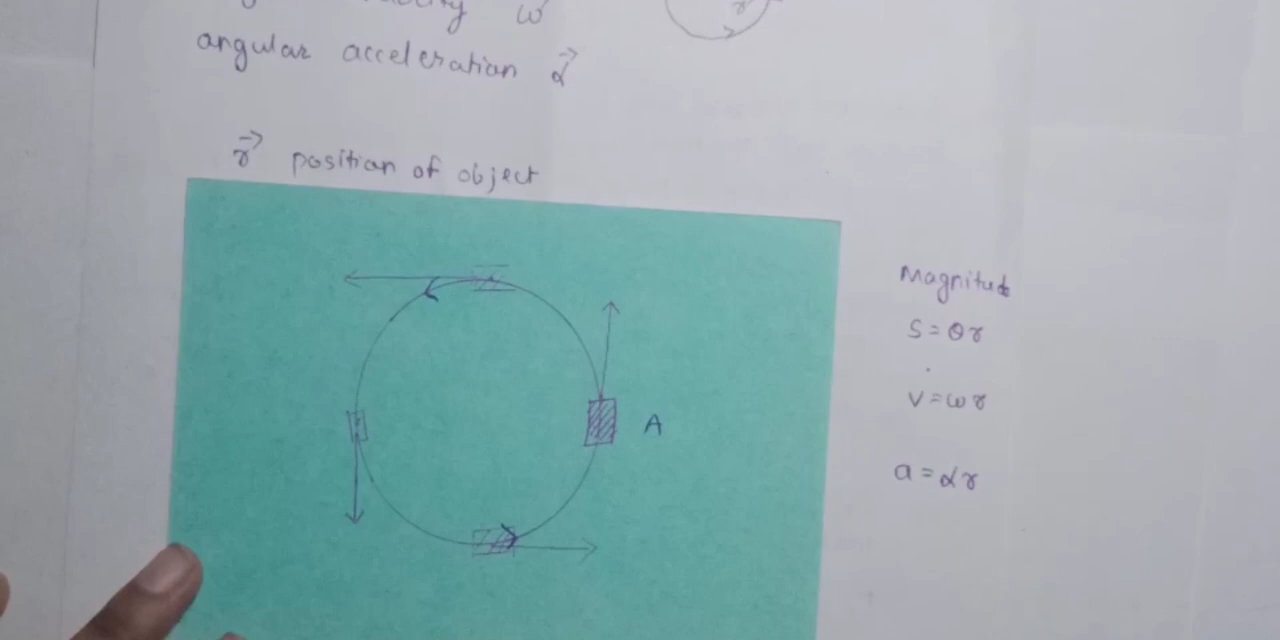 ω
angular acceleration α⃗
r⃗ position of object
A
Magnitude
S = θr
v = ωr
a = αr